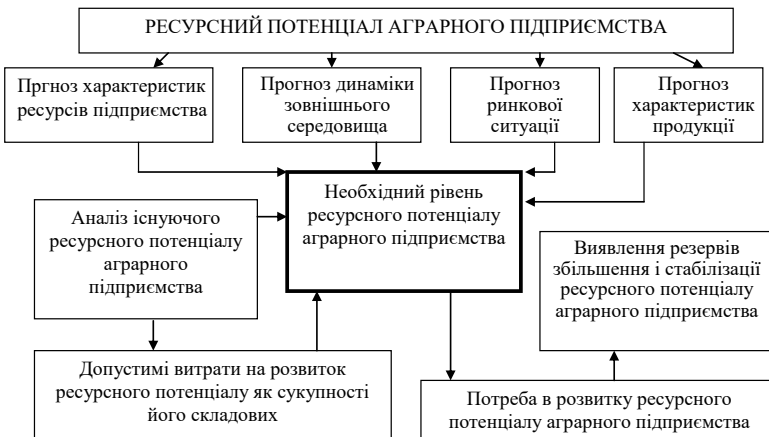 РЕСУРСНИЙ ПОТЕНЦІАЛ АГРАРНОГО ПІДПРИЄМСТВА
Пргноз характеристик
ресурсів підприємства
Прогноз динаміки
зовнішнього
середовища
Прогноз
ринкової
ситуації
Прогноз
характеристик
продукції
Необхідний рівень
ресурсного потенціалу
аграрного підприємства
Аналіз існуючого
ресурсного потенціалу
аграрного
підприємства
Виявлення резервів
збільшення і стабілізації
ресурсного потенціалу
аграрного підприємства
Допустимі витрати на розвиток
ресурсного потенціалу як сукупності
його складових
Потреба в розвитку ресурсного
потенціалу аграрного підприємства